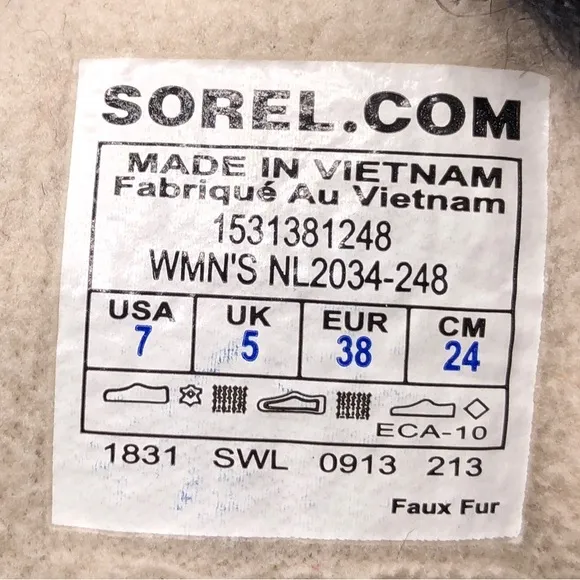 SOREL.COM
MADE IN VIETNAM
Fabriqué Au Vietnam
1531381248
WMN'S NL2034-248
USA UK EUR CM
7 5 38 24
ECA-10
1831 SWL 0913 213
Faux Fur